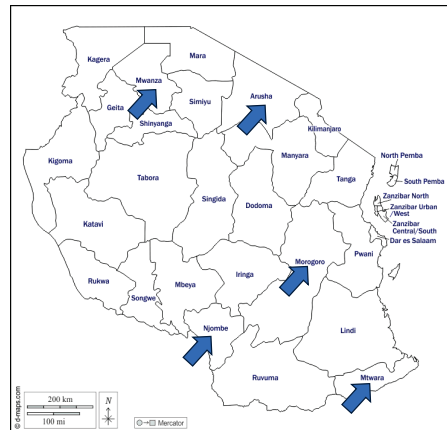 Kagera
Mara
Mwanza
Arusha
Geita
Simiyu
Shinyanga
Kilimanjaro
Kigoma
Manyara
North Pemba
Tabora
Tanga
South Pemba
Singida
Dodoma
Zanzibar North
Zanzibar Urban
/West
Katavi
Zanzibar
Central/South
Dar es Salaam
Pwani
Morogoro
Rukwa
Mbeya
Iringa
Songwe
Njombe
Lindi
Ruvuma
Mtwara
200 km
100 mi
N
Mercator
© d-maps.com